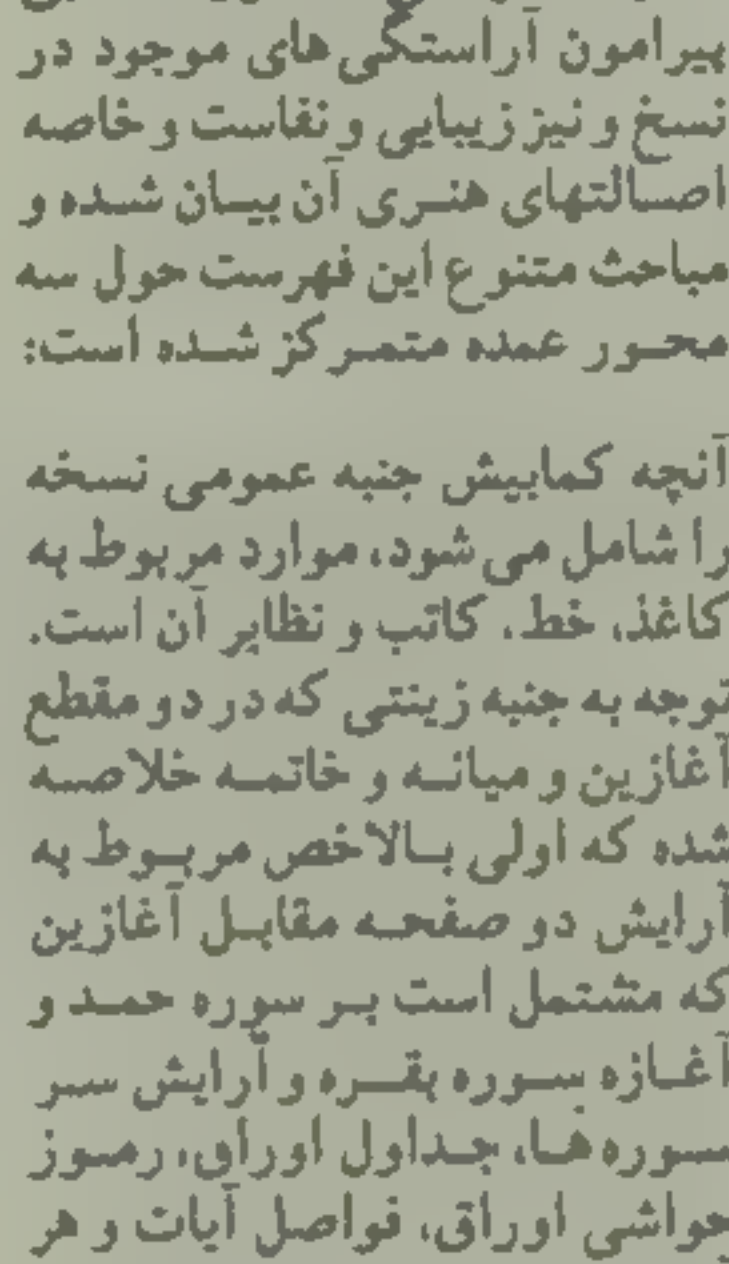 پیرامون آراستگی‌های موجود در
نسخ و نیز زیبایی و نفاست و خاصه
اصالتهای هنری آن بیان شده و
مباحث متنوع این فهرست حول سه
محور عمده متمرکز شده است:
آنچه کمابیش جنبه عمومی نسخه
را شامل می شود، موارد مربوط به
کاغذ، خط، کاتب و نظایر آن است.
توجه به جنبه زینتی که در دو مقطع
آغازین و میانه و خاتمه خلاصه
شده که اولی بالاخص مربوط به
آرایش دو صفحه مقابل آغازین
که مشتمل است بر سوره حمد و
آغازه سوره بقره و آرایش سر
سوره ها، جداول اوراق، رموز
حواشی اوراق، فواصل آیات و هر